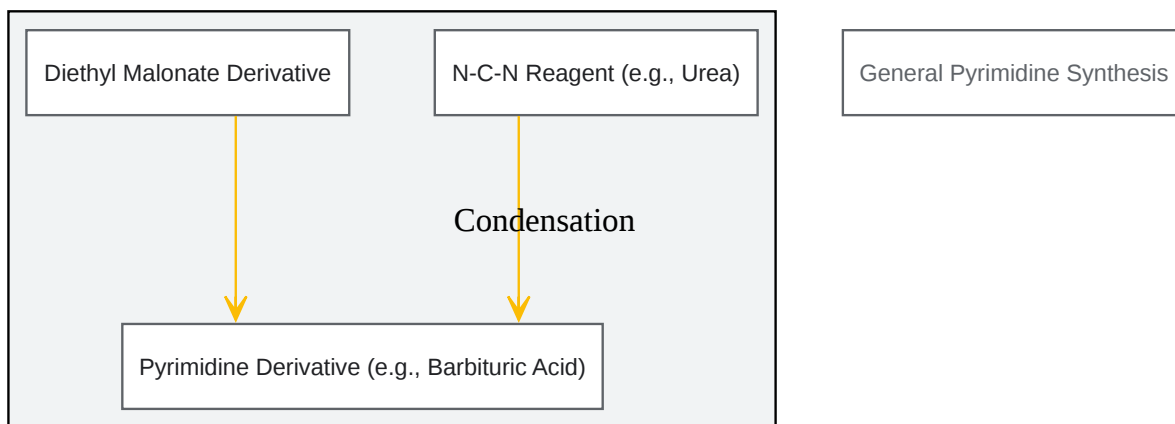 Diethyl Malonate Derivative
N-C-N Reagent (e.g., Urea)
General Pyrimidine Synthesis
Condensation
Pyrimidine Derivative (e.g., Barbituric Acid)